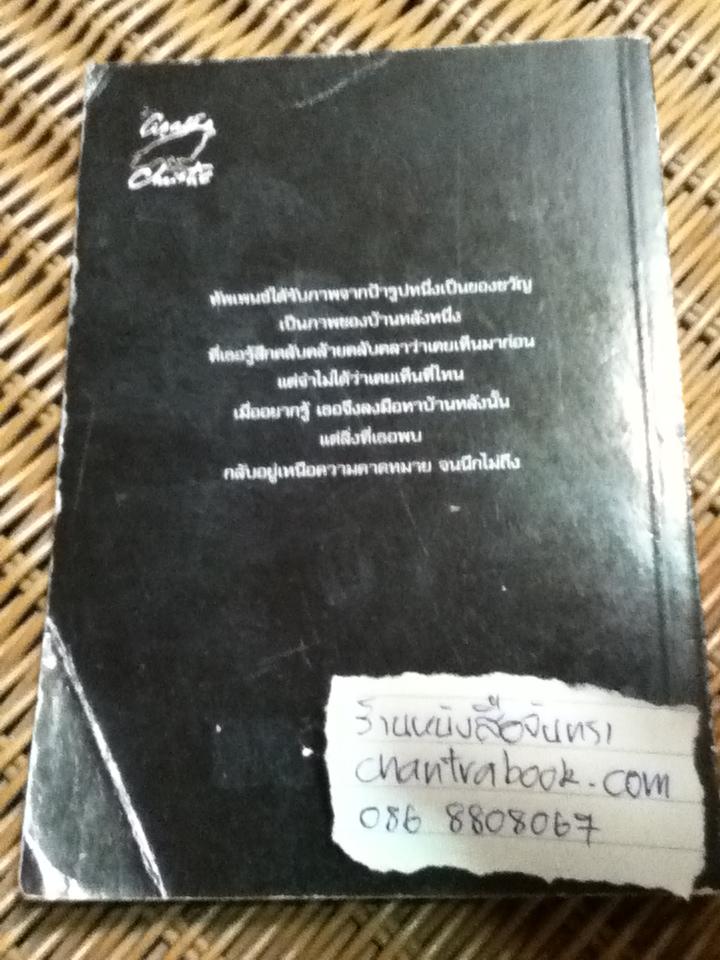 Agatha
Christie
ทัพเพนซ์ได้รับภาพจากป้ารูปหนึ่งเป็นของขวัญ
เป็นภาพของบ้านหลังหนึ่ง
ที่เธอรู้สึกคลับคล้ายคลับคลาว่าเคยเห็นมาก่อน
แต่จำไม่ได้ว่าเคยเห็นที่ไหน
เมื่ออยากรู้ เธอจึงลงมือหาบ้านหลังนั้น
แต่สิ่งที่เธอพบ
กลับอยู่เหนือความคาดหมาย จนนึกไม่ถึง
ร้านหนังสือจันทรา
chantrabook.com
086 8808067